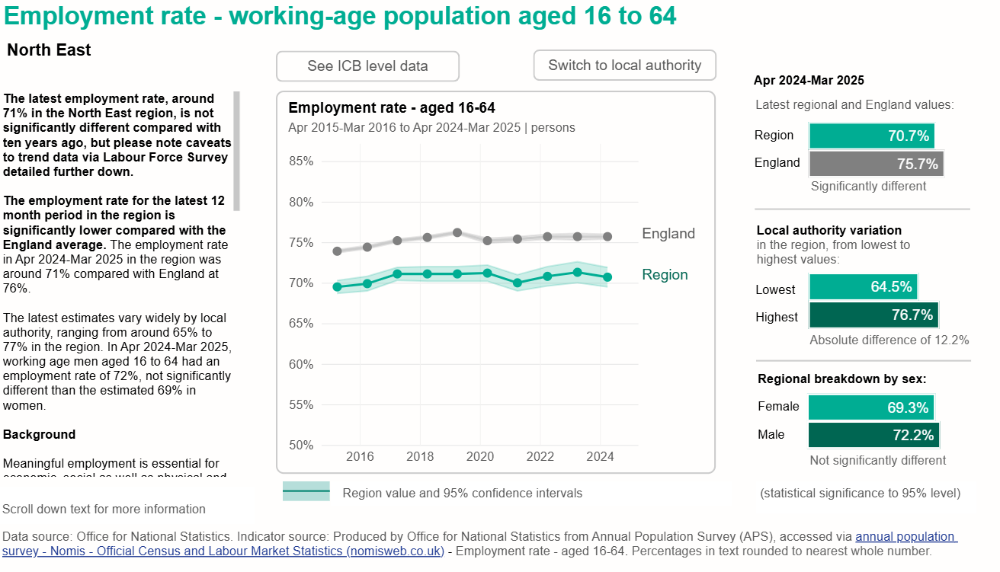 Employment rate - working-age population aged 16 to 64
North East
The latest employment rate, around
71% in the North East region, is not
significantly different compared with
ten years ago, but please note caveats
to trend data via Labour Force Survey
detailed further down.
The employment rate for the latest 12
month period in the region is
significantly lower compared with the
England average. The employment rate
in Apr 2024-Mar 2025 in the region was
around 71% compared with England at
76%.
The latest estimates vary widely by local
authority, ranging from around 65% to
77% in the region. In Apr 2024-Mar 2025,
working age men aged 16 to 64 had an
employment rate of 72%, not significantly
different than the estimated 69% in
women.
Background
Meaningful employment is essential for
economic, social as well as physical and
Scroll down text for more information
See ICB level data
Switch to local authority
Employment rate - aged 16-64
Apr 2015-Mar 2016 to Apr 2024-Mar 2025 | persons
85%
80%
75%
70%
65%
60%
55%
50%
England
Region
2016 2018 2020 2022 2024
Region value and 95% confidence intervals
Apr 2024-Mar 2025
Latest regional and England values:
Region 70.7%
England 75.7%
Significantly different
Local authority variation
in the region, from lowest to
highest values:
Lowest 64.5%
Highest 76.7%
Absolute difference of 12.2%
Regional breakdown by sex:
Female 69.3%
Male 72.2%
Not significantly different
(statistical significance to 95% level)
Data source: Office for National Statistics. Indicator source: Produced by Office for National Statistics from Annual Population Survey (APS), accessed via annual population
survey - Nomis - Official Census and Labour Market Statistics (nomisweb.co.uk) - Employment rate - aged 16-64. Percentages in text rounded to nearest whole number.